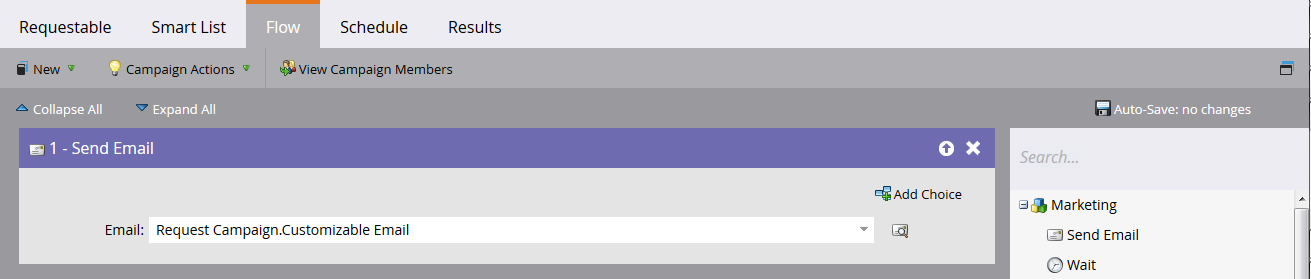 Requestable Smart List Flow Schedule Results
New Campaign Actions View Campaign Members
Collapse All Expand All Auto-Save: no changes
1 - Send Email
Search...
Add Choice
Marketing
Email: Request Campaign.Customizable Email
Send Email
Wait